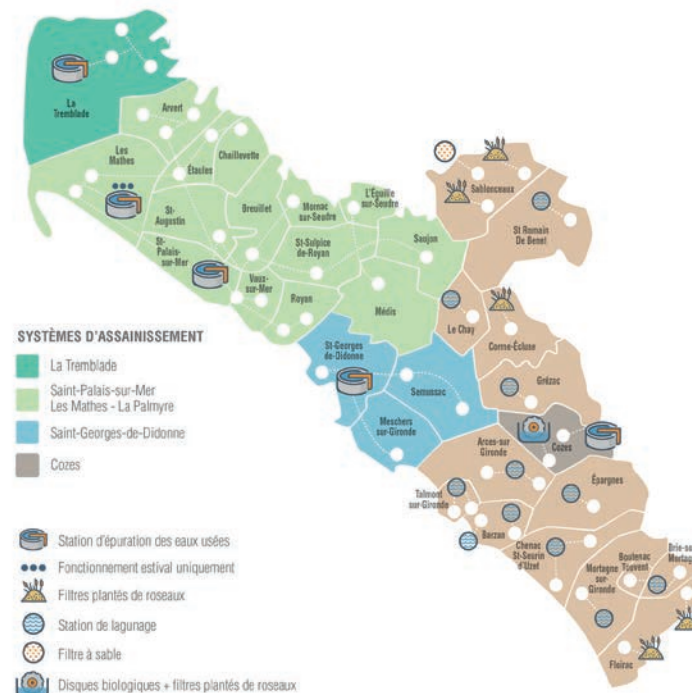 La
Tremblade
Arvert
Les
Mathes
Étaules
Chaillevette
St-
Augustin
Breuillet
Mornac
sur-Seudre
L'Éguille
sur-Seudre
St-
Palais-
sur-Mer
Vaux-
sur-Mer
St-Sulpice
de-Royan
Saujon
Royan
Médis
Sablonceaux
St Romain
De Benet
Le Chay
Corme-Écluse
Grézac
St-Georges
de-Didonne
Semussac
Meschers
sur-Gironde
Arces-sur
Gironde
Cozes
Épargnes
Talmont
sur-Gironde
Barzan
Chenac
St-Seurin
d'Uzet
Mortagne
sur-
Gironde
Boutenac
Touvent
Brie-so
Mortag
Floirac
SYSTÈMES D'ASSAINISSEMENT
La Tremblade
Saint-Palais-sur-Mer
Les Mathes - La Palmyre
Saint-Georges-de-Didonne
Cozes
Station d'épuration des eaux usées
Fonctionnement estival uniquement
Filtres plantés de roseaux
Station de lagunage
Filtre à sable
Disques biologiques + filtres plantés de roseaux